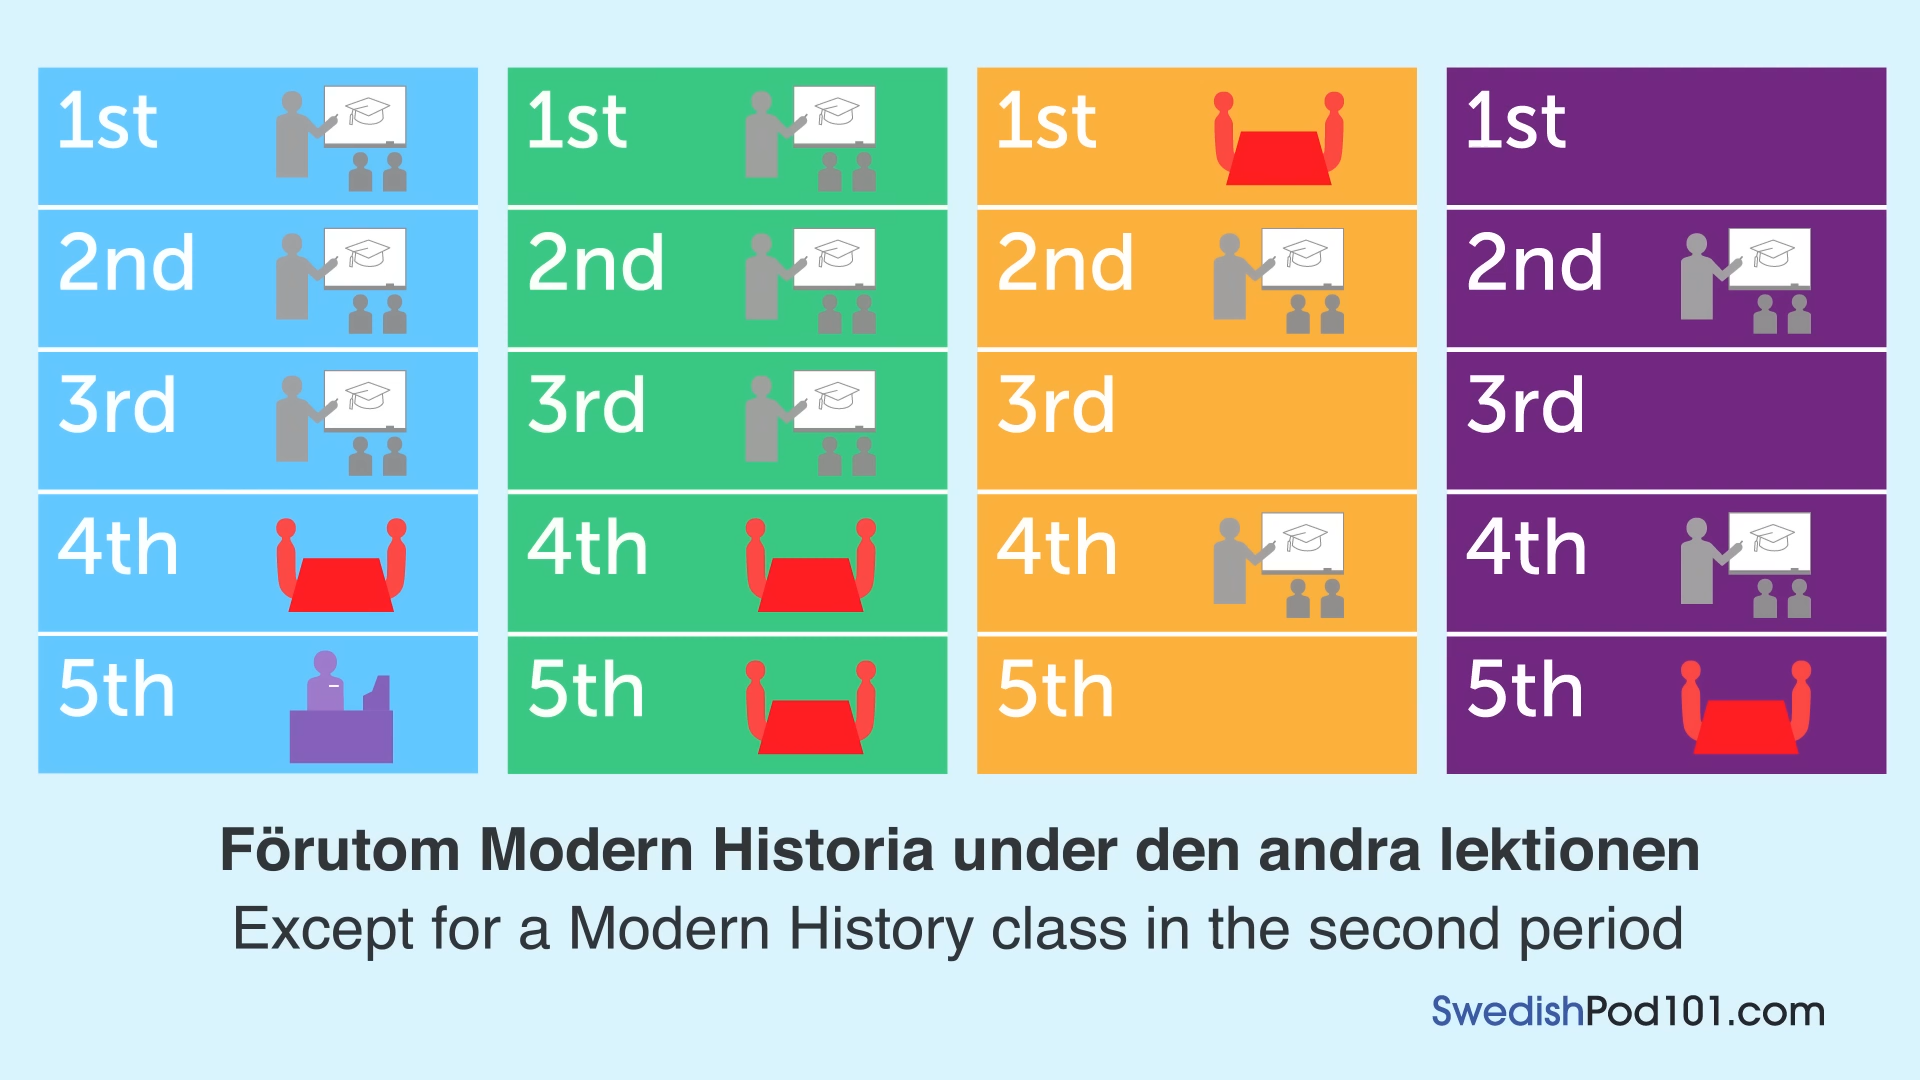 1st
2nd
3rd
4th
5th
1st
2nd
3rd
4th
5th
1st
2nd
3rd
4th
5th
1st
2nd
3rd
4th
5th
Förutom Modern Historia under den andra lektionen
Except for a Modern History class in the second period
SwedishPod101.com